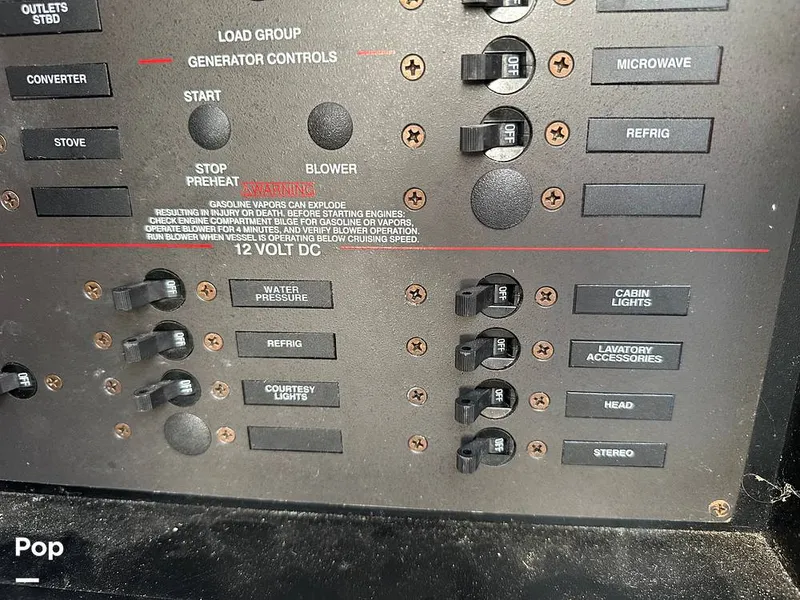 OUTLETS
STBD
CONVERTER
STOVE
LOAD GROUP
GENERATOR CONTROLS
START
STOP
PREHEAT
BLOWER
WARNING
GASOLINE VAPORS CAN EXPLODE
RESULTING IN INJURY OR DEATH. BEFORE STARTING ENGINES:
CHECK ENGINE COMPARTMENT BILGE FOR GASOLINE OR VAPORS,
OPERATE BLOWER FOR 4 MINUTES, AND VERIFY BLOWER OPERATION.
RUN BLOWER WHEN VESSEL IS OPERATING BELOW CRUISING SPEED.
OFF
MICROWAVE
OFF
REFRIG
12 VOLT DC
OFF
WATER
PRESSURE
OFF
REFRIG
OFF
COURTESY
LIGHTS
OFF
OFF
CABIN
LIGHTS
OFF
LAVATORY
ACCESSORIES
OFF
HEAD
OFF
STEREO
Pop